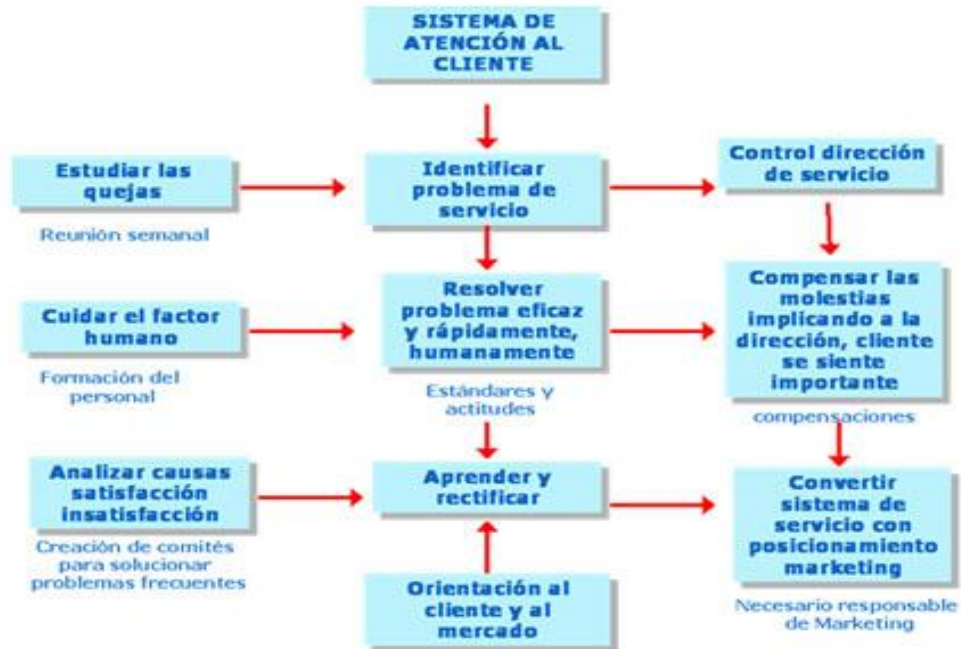 SISTEMA DE
ATENCIÓN AL
CLIENTE
Estudiar las
quejas
Reunión semanal
Identificar
problema de
servicio
Control dirección
de servicio
Cuidar el factor
humano
Formación del
personal
Resolver
problema eficaz
y rápidamente,
humanamente
Estándares y
actitudes
Compensar las
molestias
implicando a la
dirección, cliente
se siente
importante
compensaciones
Analizar causas
satisfacción
insatisfacción
Creación de comités
para solucionar
problemas frecuentes
Aprender y
rectificar
Convertir
sistema de
servicio con
posicionamiento
marketing
Necesario responsable
de Marketing
Orientación al
cliente y al
mercado